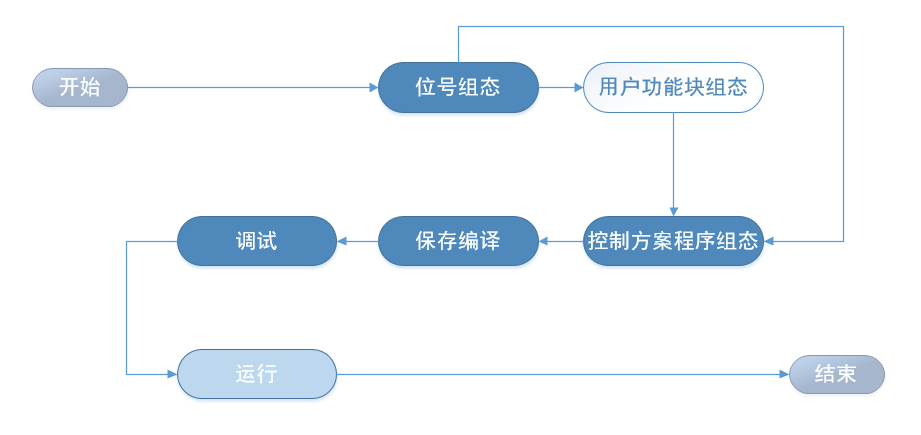 开始
位号组态
用户功能块组态
调试
保存编译
控制方案程序组态
运行
结束